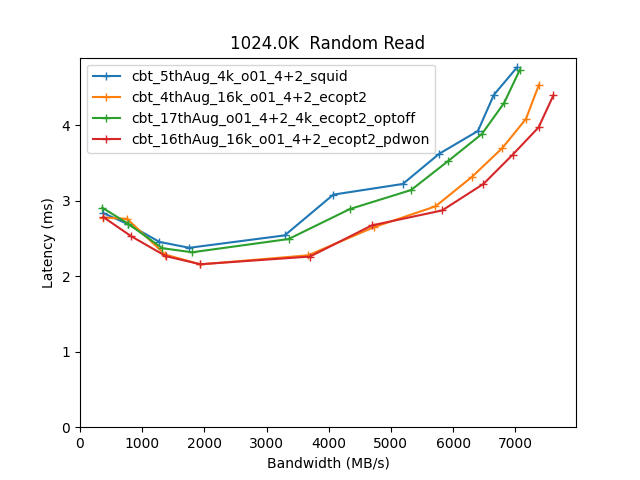 1024.0K  Random Read
cbt_5thAug_4k_o01_4+2_squid
cbt_4thAug_16k_o01_4+2_ecopt2
cbt_17thAug_o01_4+2_4k_ecopt2_optoff
cbt_16thAug_16k_o01_4+2_ecopt2_pdwon
Latency (ms)
4
3
2
1
0
0 1000 2000 3000 4000 5000 6000 7000
Bandwidth (MB/s)